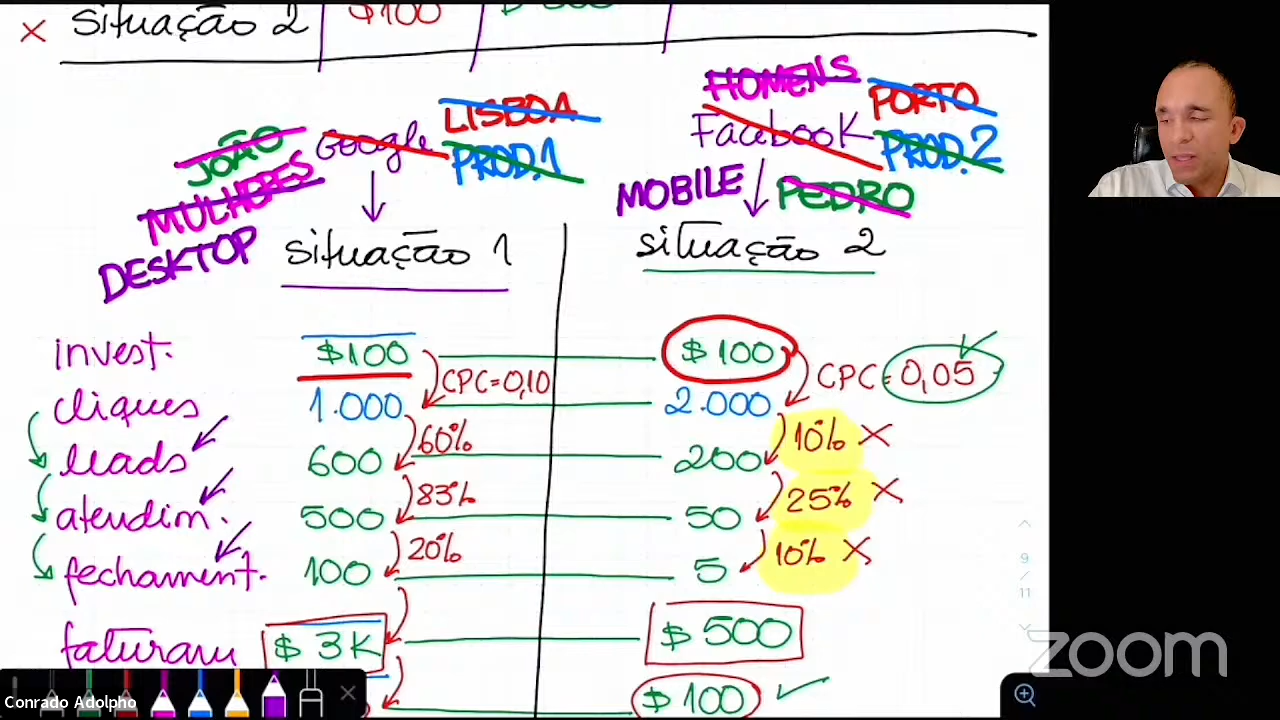 × Situação 2 $100
HOMENS
LISBOA PORTO
JOÃO Google PROD.1 Facebook PROD.2
MULHERES MOBILE PEDRO
DESKTOP Situação 1 Situação 2
invest. $100 $100
CPC=0,10 CPC=0,05
cliques 1.000 2.000
60% 10% ×
leads 600 200
83% 25% ×
atendim. 500 50
20% 10% ×
fechament. 100 5
9
/
11
faturam $ 3K $ 500
zoom
Conrado Adolpho
$ 100